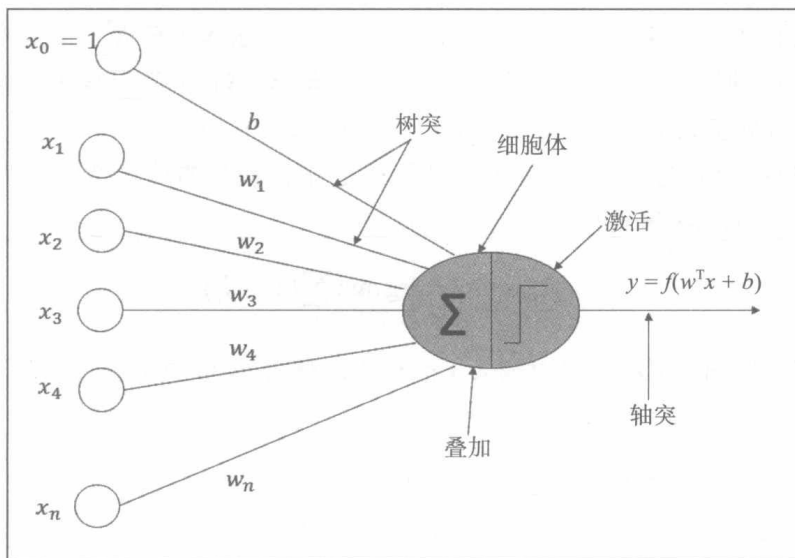 x₀ = 1
b
树突
细胞体
x₁
w₁
激活
x₂
w₂
y = f(wᵀx + b)
x₃
w₃
Σ
x₄
w₄
轴突
叠加
wₙ
xₙ